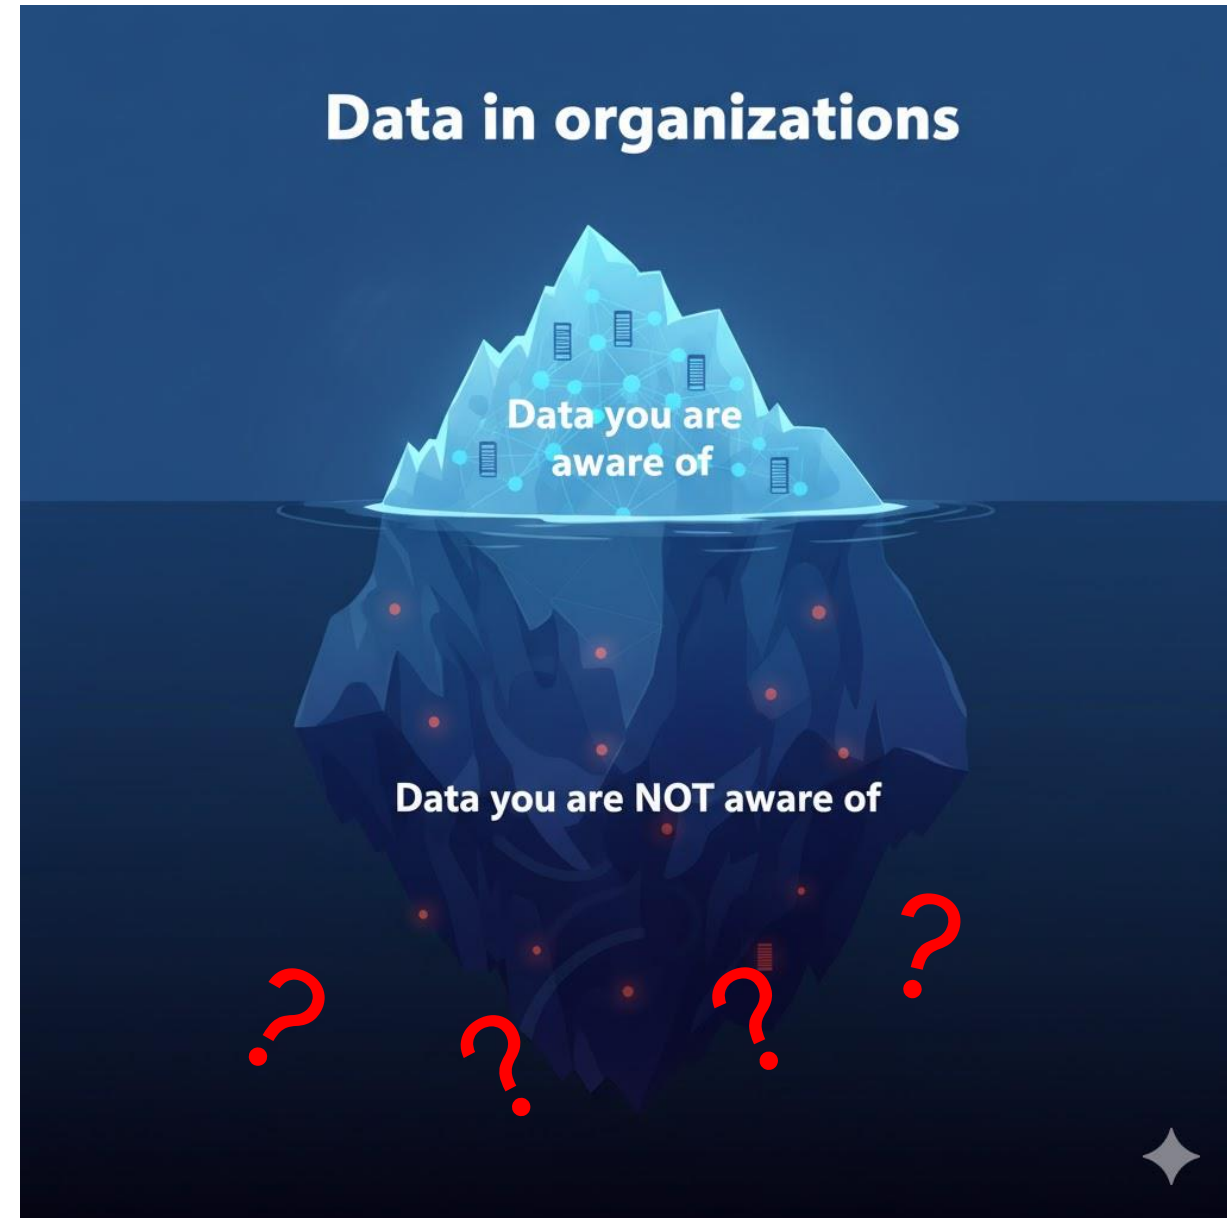 Data in organizations
Data you are
aware of
Data you are NOT aware of
? ? ? ?